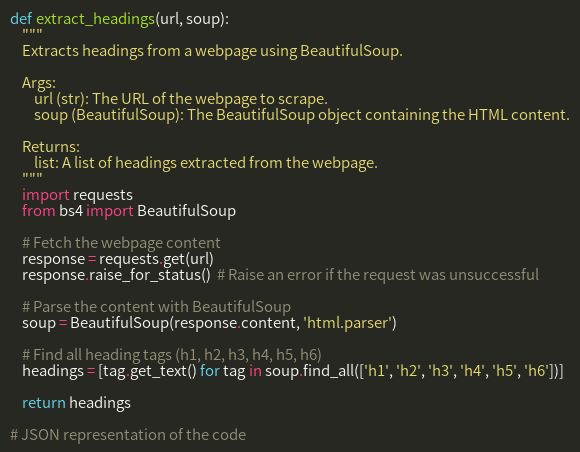 def extract_headings(url, soup):
    """
    Extracts headings from a webpage using BeautifulSoup.

    Args:
        url (str): The URL of the webpage to scrape.
        soup (BeautifulSoup): The BeautifulSoup object containing the HTML content.

    Returns:
        list: A list of headings extracted from the webpage.
    """
    import requests
    from bs4 import BeautifulSoup

    # Fetch the webpage content
    response = requests.get(url)
    response.raise_for_status()  # Raise an error if the request was unsuccessful

    # Parse the content with BeautifulSoup
    soup = BeautifulSoup(response.content, 'html.parser')

    # Find all heading tags (h1, h2, h3, h4, h5, h6)
    headings = [tag.get_text() for tag in soup.find_all(['h1', 'h2', 'h3', 'h4', 'h5', 'h6'])]

    return headings

# JSON representation of the code